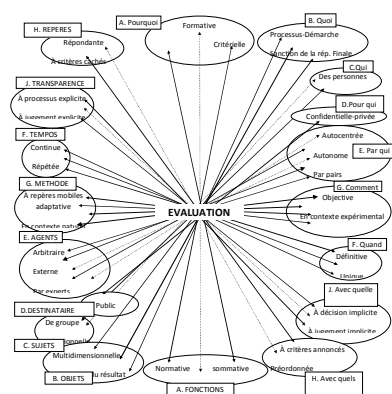 A. Pourquoi
Formative
Critérielle
B. Quoi
Processus-Démarche
Sanction de la rép. Finale
C.Qui
Des personnes
D.Pour qui
Confidentielle-privée
Autocentrée
E. Par qui
Autonome
Par pairs
G. Comment
Objective
En contexte expérimental
F. Quand
Définitive
Unique
J. Avec quelle
À décision implicite
À jugement implicite
À critères annoncés
Préordonnée
H. Avec quels
Normative sommative
A. FONCTIONS
H. REPERES
Répondante
A critères cachés
J. TRANSPARENCE
À processus explicite
À jugement explicite
F. TEMPOS
Continue
Répétée
G. METHODE
À repères mobiles
adaptative
En contexte naturel
EVALUATION
E. AGENTS
Arbitraire
Externe
Par experts
Public
D.DESTINATAIRE
De groupe
C. SUJETS
Multidimensionnelle
du résultat
B. OBJETS